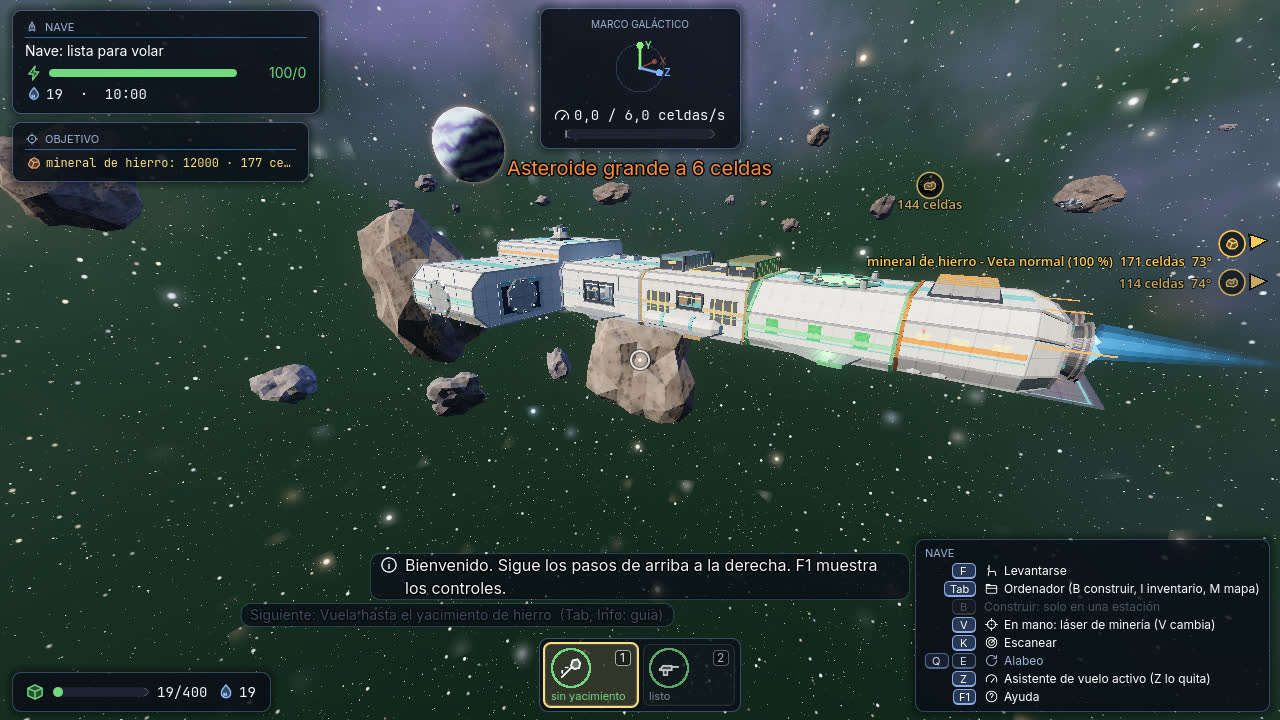 NAVE
Nave: lista para volar
100/0
19 · 10:00
OBJETIVO
mineral de hierro: 12000 · 177 ce…
MARCO GALÁCTICO
Y
X
Z
0,0 / 6,0 celdas/s
Asteroide grande a 6 celdas
144 celdas
mineral de hierro - Veta normal (100 %) 171 celdas 73°
114 celdas 74°
Bienvenido. Sigue los pasos de arriba a la derecha. F1 muestra
los controles.
Siguiente: Vuela hasta el yacimiento de hierro (Tab, Info: guía)
1
sin yacimiento
2
listo
19/400 19
NAVE
F Levantarse
Tab Ordenador (B construir, I inventario, M mapa)
B Construir: solo en una estación
V En mano: láser de minería (V cambia)
K Escanear
Q E Alabeo
Z Asistente de vuelo activo (Z lo quita)
F1 Ayuda